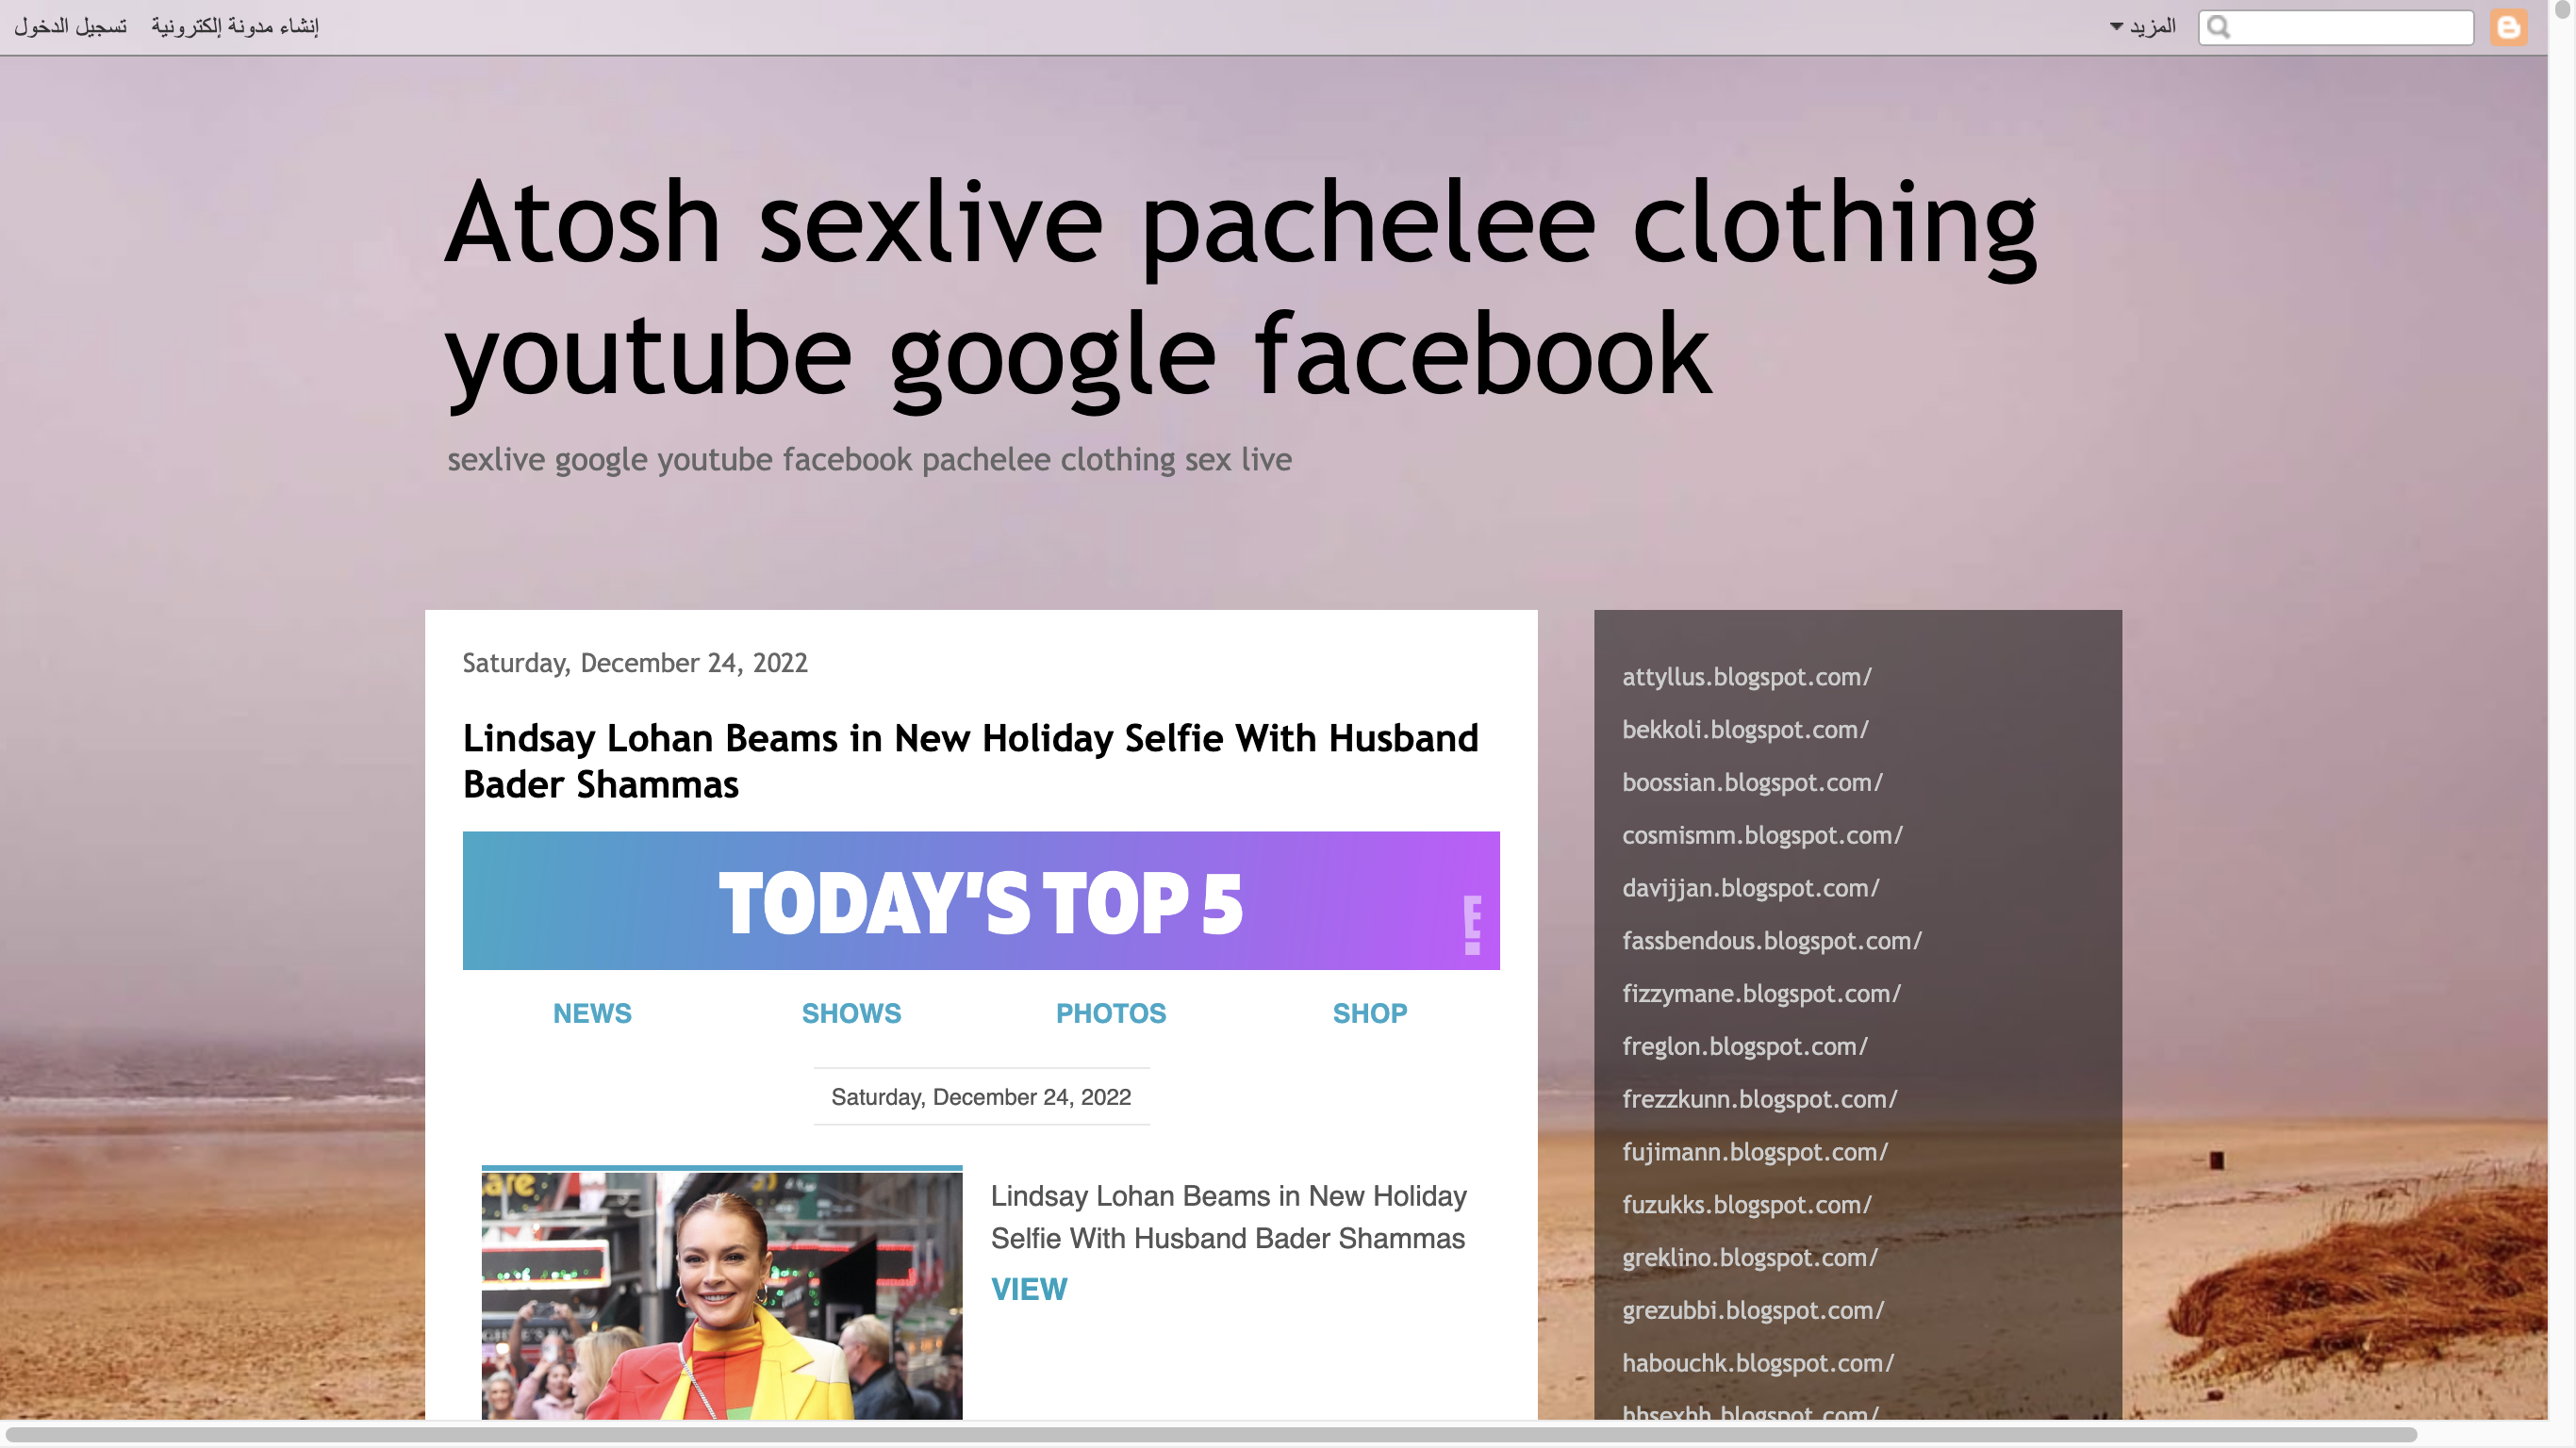 تسجيل الدخول
إنشاء مدونة إلكترونية
المزيد
Atosh sexlive pachelee clothing
youtube google facebook
sexlive google youtube facebook pachelee clothing sex live
Saturday, December 24, 2022
Lindsay Lohan Beams in New Holiday Selfie With Husband
Bader Shammas
TODAY'S TOP 5
E!
NEWS
SHOWS
PHOTOS
SHOP
Saturday, December 24, 2022
Lindsay Lohan Beams in New Holiday
Selfie With Husband Bader Shammas
VIEW
attyllus.blogspot.com/
bekkoli.blogspot.com/
boossian.blogspot.com/
cosmismm.blogspot.com/
davijjan.blogspot.com/
fassbendous.blogspot.com/
fizzymane.blogspot.com/
freglon.blogspot.com/
frezzkunn.blogspot.com/
fujimann.blogspot.com/
fuzukks.blogspot.com/
greklino.blogspot.com/
grezubbi.blogspot.com/
habouchk.blogspot.com/
hhsexhh.blogspot.com/